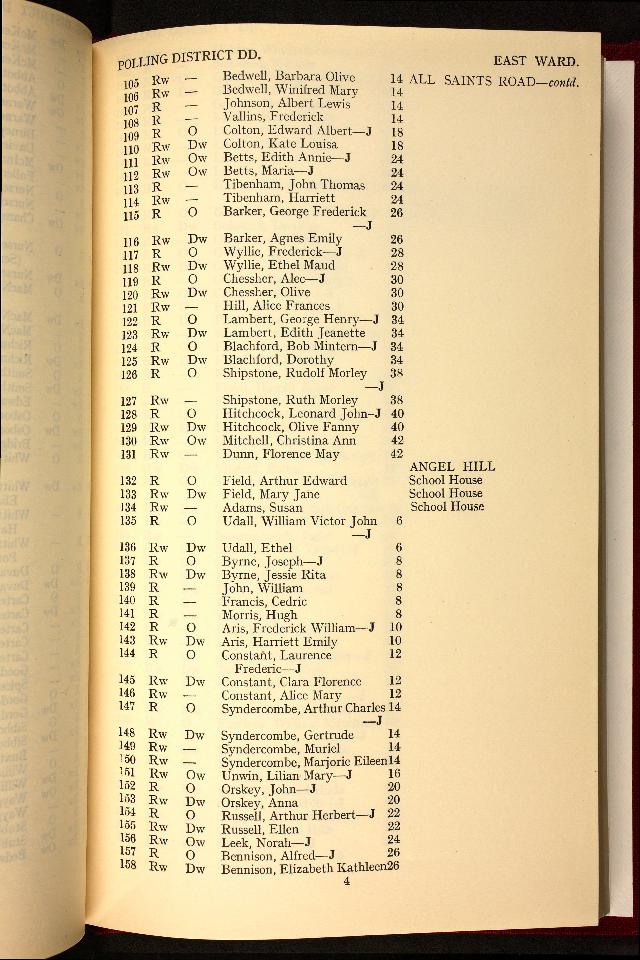 POLLING DISTRICT DD. EAST WARD.
105 Rw — Bedwell, Barbara Olive 14 ALL SAINTS ROAD—contd.
106 Rw — Bedwell, Winifred Mary 14
107 R — Johnson, Albert Lewis 14
108 R — Vallins, Frederick 14
109 R O Colton, Edward Albert—J 18
110 Rw Dw Colton, Kate Louisa 18
111 Rw Ow Betts, Edith Annie—J 24
112 Rw Ow Betts, Maria—J 24
113 R — Tibenham, John Thomas 24
114 Rw — Tibenham, Harriett 24
115 R O Barker, George Frederick 26
—J
116 Rw Dw Barker, Agnes Emily 26
117 R O Wyllie, Frederick—J 28
118 Rw Dw Wyllie, Ethel Maud 28
119 R O Chessher, Alec—J 30
120 Rw Dw Chessher, Olive 30
121 Rw — Hill, Alice Frances 30
122 R O Lambert, George Henry—J 34
123 Rw Dw Lambert, Edith Jeanette 34
124 R O Blachford, Bob Mintern—J 34
125 Rw Dw Blachford, Dorothy 34
126 R O Shipstone, Rudolf Morley 38
—J
127 Rw — Shipstone, Ruth Morley 38
128 R O Hitchcock, Leonard John–J 40
129 Rw Dw Hitchcock, Olive Fanny 40
130 Rw Ow Mitchell, Christina Ann 42
131 Rw — Dunn, Florence May 42
ANGEL HILL
132 R O Field, Arthur Edward School House
133 Rw Dw Field, Mary Jane School House
134 Rw — Adams, Susan School House
135 R O Udall, William Victor John 6
—J
136 Rw Dw Udall, Ethel 6
137 R O Byrne, Joseph—J 8
138 Rw Dw Byrne, Jessie Rita 8
139 R — John, William 8
140 R — Francis, Cedric 8
141 R — Morris, Hugh 8
142 R O Aris, Frederick William—J 10
143 Rw Dw Aris, Harriett Emily 10
144 R O Constant, Laurence 12
Frederic—J
145 Rw Dw Constant, Clara Florence 12
146 Rw — Constant, Alice Mary 12
147 R O Syndercombe, Arthur Charles 14
—J
148 Rw Dw Syndercombe, Gertrude 14
149 Rw — Syndercombe, Muriel 14
150 Rw — Syndercombe, Marjorie Eileen 14
151 Rw Ow Unwin, Lilian Mary—J 16
152 R O Orskey, John—J 20
153 Rw Dw Orskey, Anna 20
154 R O Russell, Arthur Herbert—J 22
155 Rw Dw Russell, Ellen 22
156 Rw Ow Leek, Norah—J 24
157 R O Bennison, Alfred—J 26
158 Rw Dw Bennison, Elizabeth Kathleen 26
4